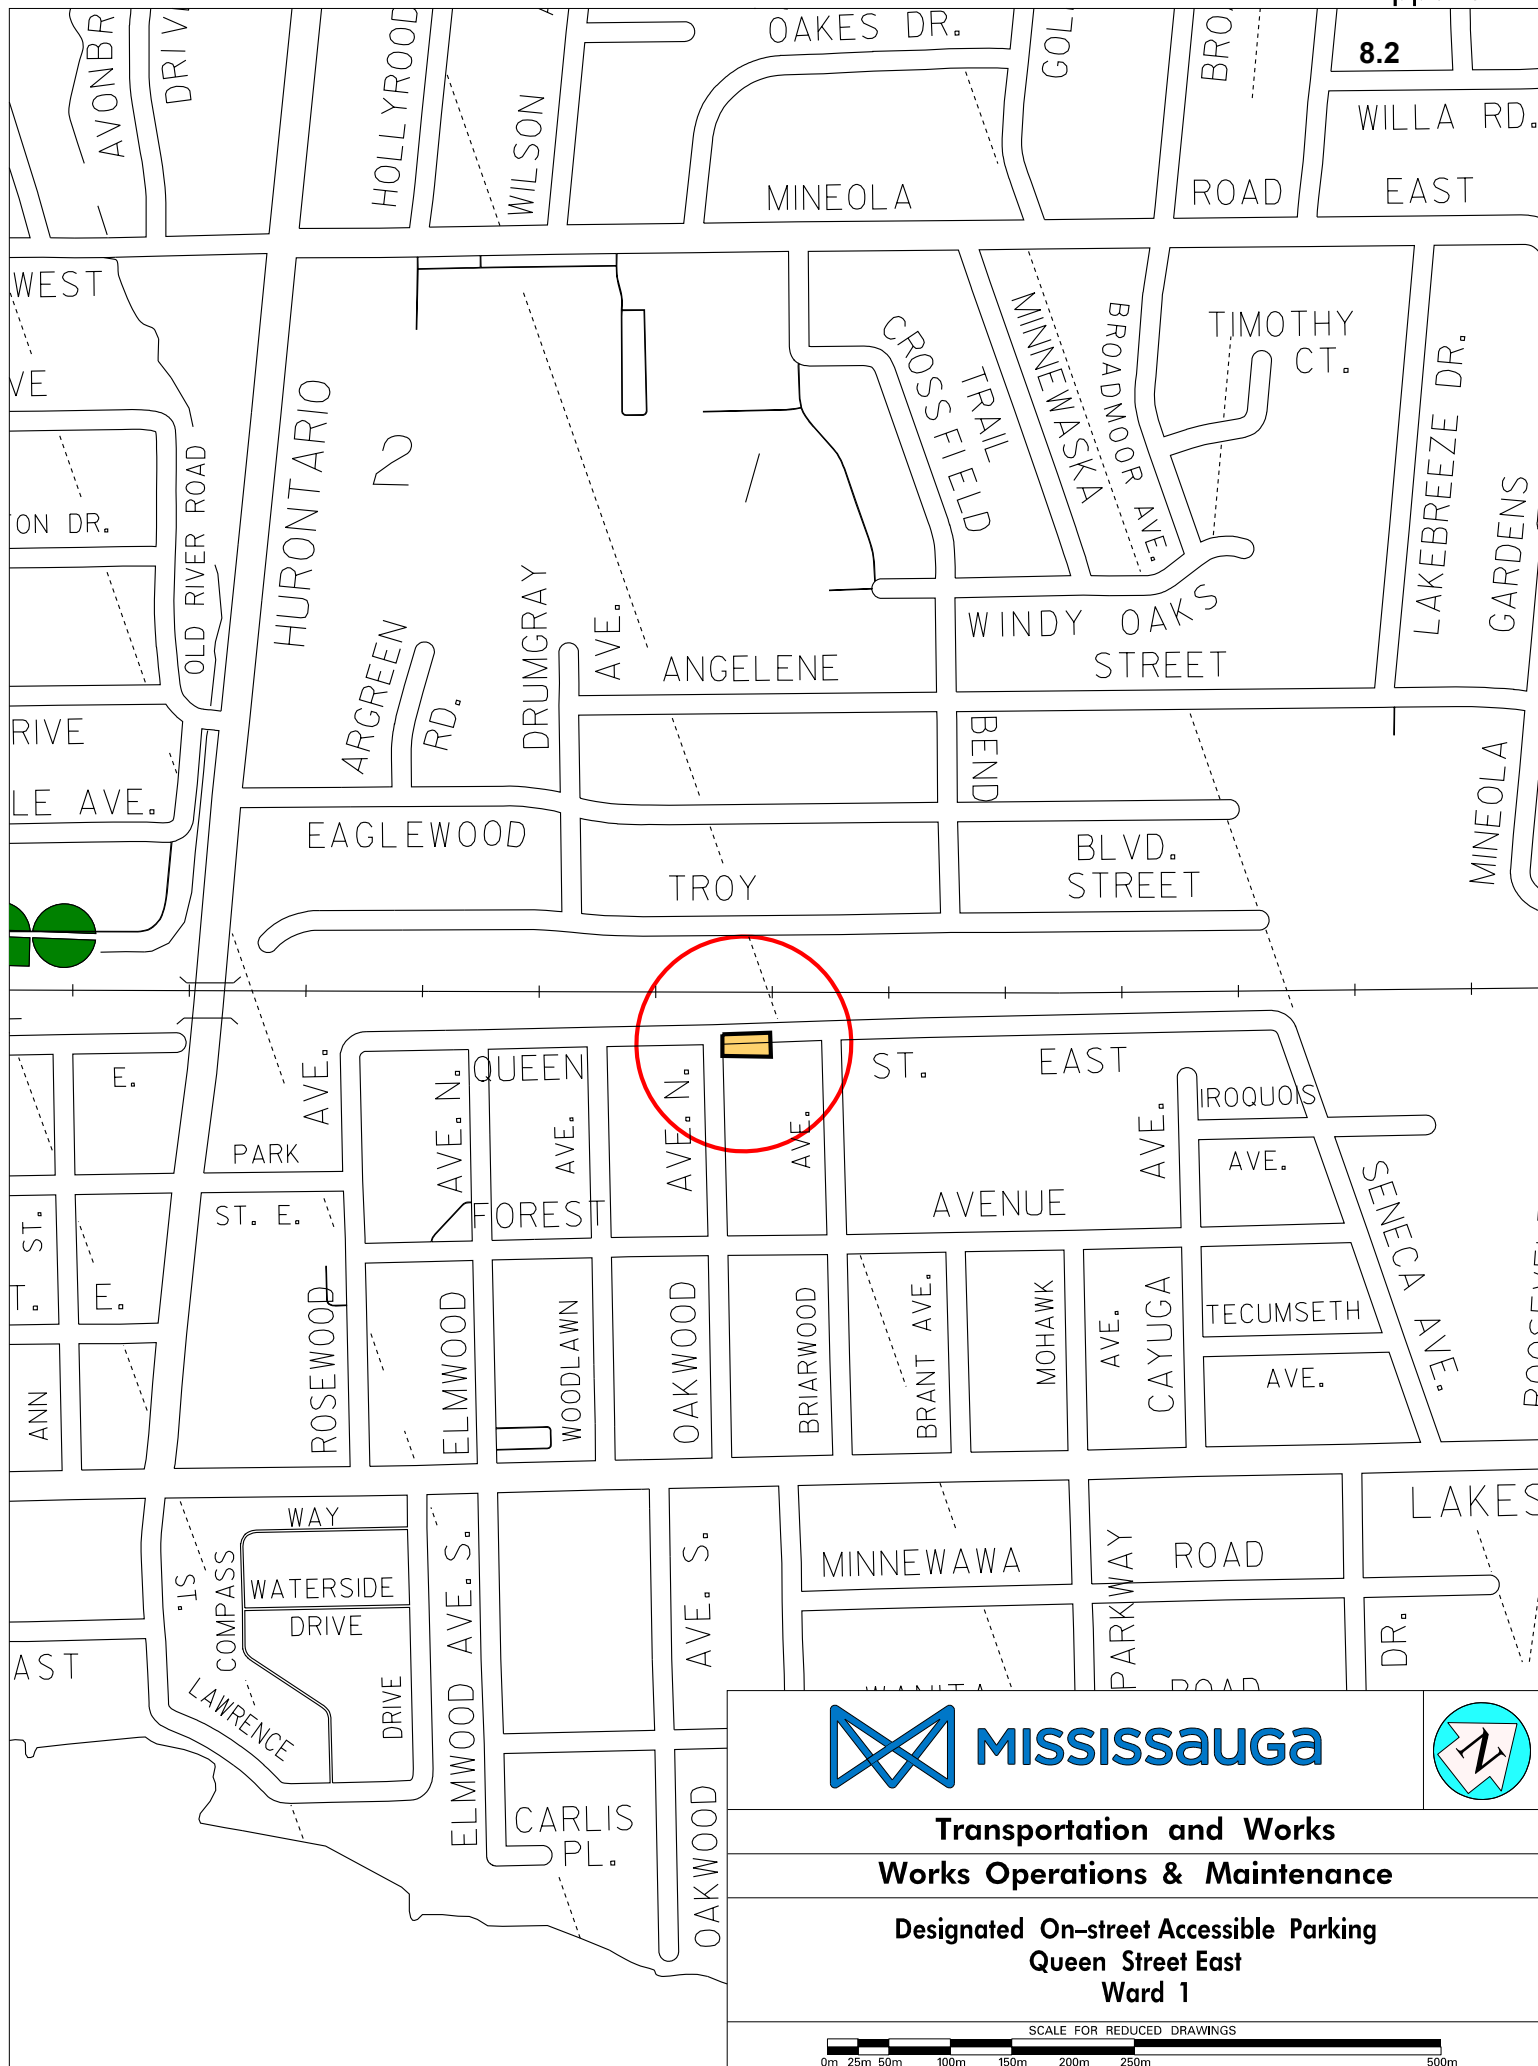 8.2
OAKES DR.
AVONBR
DRIV
HOLLYROOD
WILSON
GOL
BRO
WILLA RD.
MINEOLA
ROAD
EAST
WEST
VE
ON DR.
OLD RIVER ROAD
HURONTARIO
2
CROSSFIELD
TRAIL
MINNEWASKA
BROADMOOR AVE.
TIMOTHY
CT.
LAKEBREEZE DR.
GARDENS
WINDY OAKS
ARGREEN
RD.
DRUMGRAY
AVE.
ANGELENE
STREET
BEND
MINEOLA
RIVE
LE AVE.
EAGLEWOOD
BLVD.
TROY
STREET
QUEEN
ST.
EAST
E.
AVE.
PARK
ST. E.
AVE. N.
AVE.
AVE. N.
AVE.
AVE.
IROQUOIS
AVE.
FOREST
AVENUE
SENECA AVE.
ST.
T.
E.
ANN
ROSEWOOD
ELMWOOD
WOODLAWN
OAKWOOD
BRIARWOOD
BRANT AVE.
MOHAWK
AVE.
CAYUGA
TECUMSETH
AVE.
LAKES
WAY
COMPASS
WATERSIDE
DRIVE
ST.
LAWRENCE
DRIVE
AST
ELMWOOD AVE. S.
AVE. S.
OAKWOOD
MINNEWAWA
ROAD
PARKWAY
WANITA
ROAD
DR.
CARLIS
PL.
MISSISSAUGA
N
Transportation and Works
Works Operations & Maintenance
Designated On-street Accessible Parking
Queen Street East
Ward 1
SCALE FOR REDUCED DRAWINGS
0m 25m 50m 100m 150m 200m 250m 500m